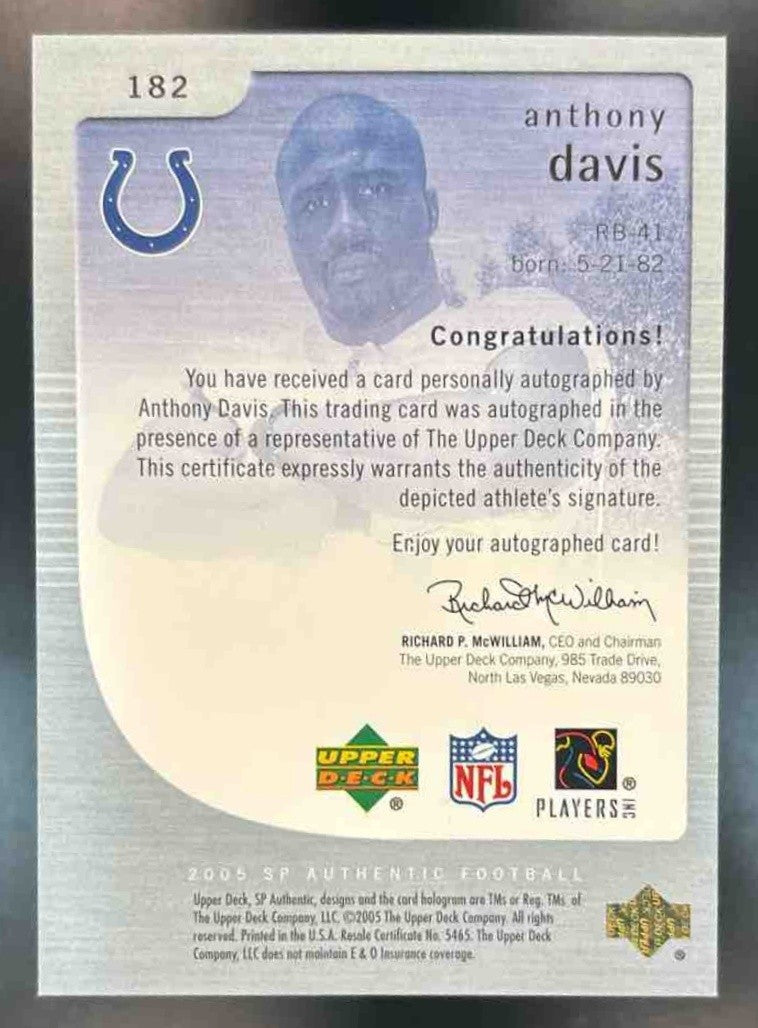 182
anthony
davis
RB-41
born: 5-21-82
Congratulations!
You have received a card personally autographed by
Anthony Davis. This trading card was autographed in the
presence of a representative of The Upper Deck Company.
This certificate expressly warrants the authenticity of the
depicted athlete's signature.
Enjoy your autographed card!
Richard McWilliam
RICHARD P. McWILLIAM, CEO and Chairman
The Upper Deck Company, 985 Trade Drive,
North Las Vegas, Nevada 89030
UPPER
D·E·C·K
®
NFL
PLAYERS INC ®
2005 SP AUTHENTIC FOOTBALL
Upper Deck, SP Authentic, designs and the card hologram are TMs or Reg. TMs of
The Upper Deck Company, LLC. ©2005 The Upper Deck Company. All rights
reserved. Printed in the U.S.A. Resale Certificate No. 5465. The Upper Deck
Company, LLC does not maintain E & O Insurance coverage.